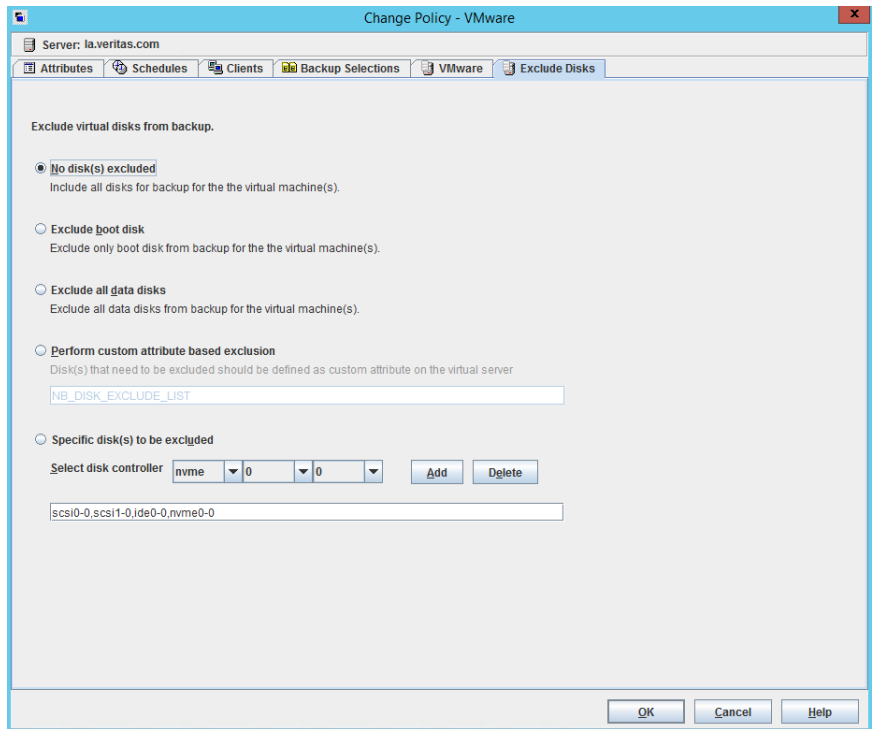 Change Policy - VMware
x
Server: la.veritas.com
Attributes Schedules Clients Backup Selections VMware Exclude Disks
Exclude virtual disks from backup.
No disk(s) excluded
Include all disks for backup for the the virtual machine(s).
Exclude boot disk
Exclude only boot disk from backup for the the virtual machine(s).
Exclude all data disks
Exclude all data disks from backup for the virtual machine(s).
Perform custom attribute based exclusion
Disk(s) that need to be excluded should be defined as custom attribute on the virtual server
NB_DISK_EXCLUDE_LIST
Specific disk(s) to be excluded
Select disk controller nvme 0 0 Add Delete
scsi0-0,scsi1-0,ide0-0,nvme0-0
OK Cancel Help